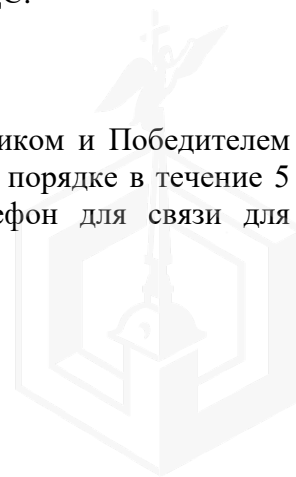 иком и Победителем
порядке в течение 5
ефон для связи для